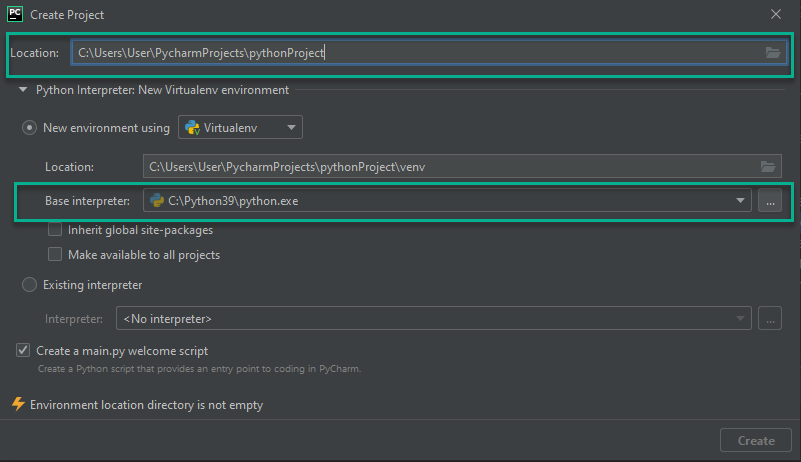 PC Create Project
Location: C:\Users\User\PycharmProjects\pythonProject
Python Interpreter: New Virtualenv environment
New environment using Virtualenv
Location: C:\Users\User\PycharmProjects\pythonProject\venv
Base interpreter: C:\Python39\python.exe ...
Inherit global site-packages
Make available to all projects
Existing interpreter
Interpreter: <No interpreter> ...
Create a main.py welcome script
Create a Python script that provides an entry point to coding in PyCharm.
Environment location directory is not empty
Create